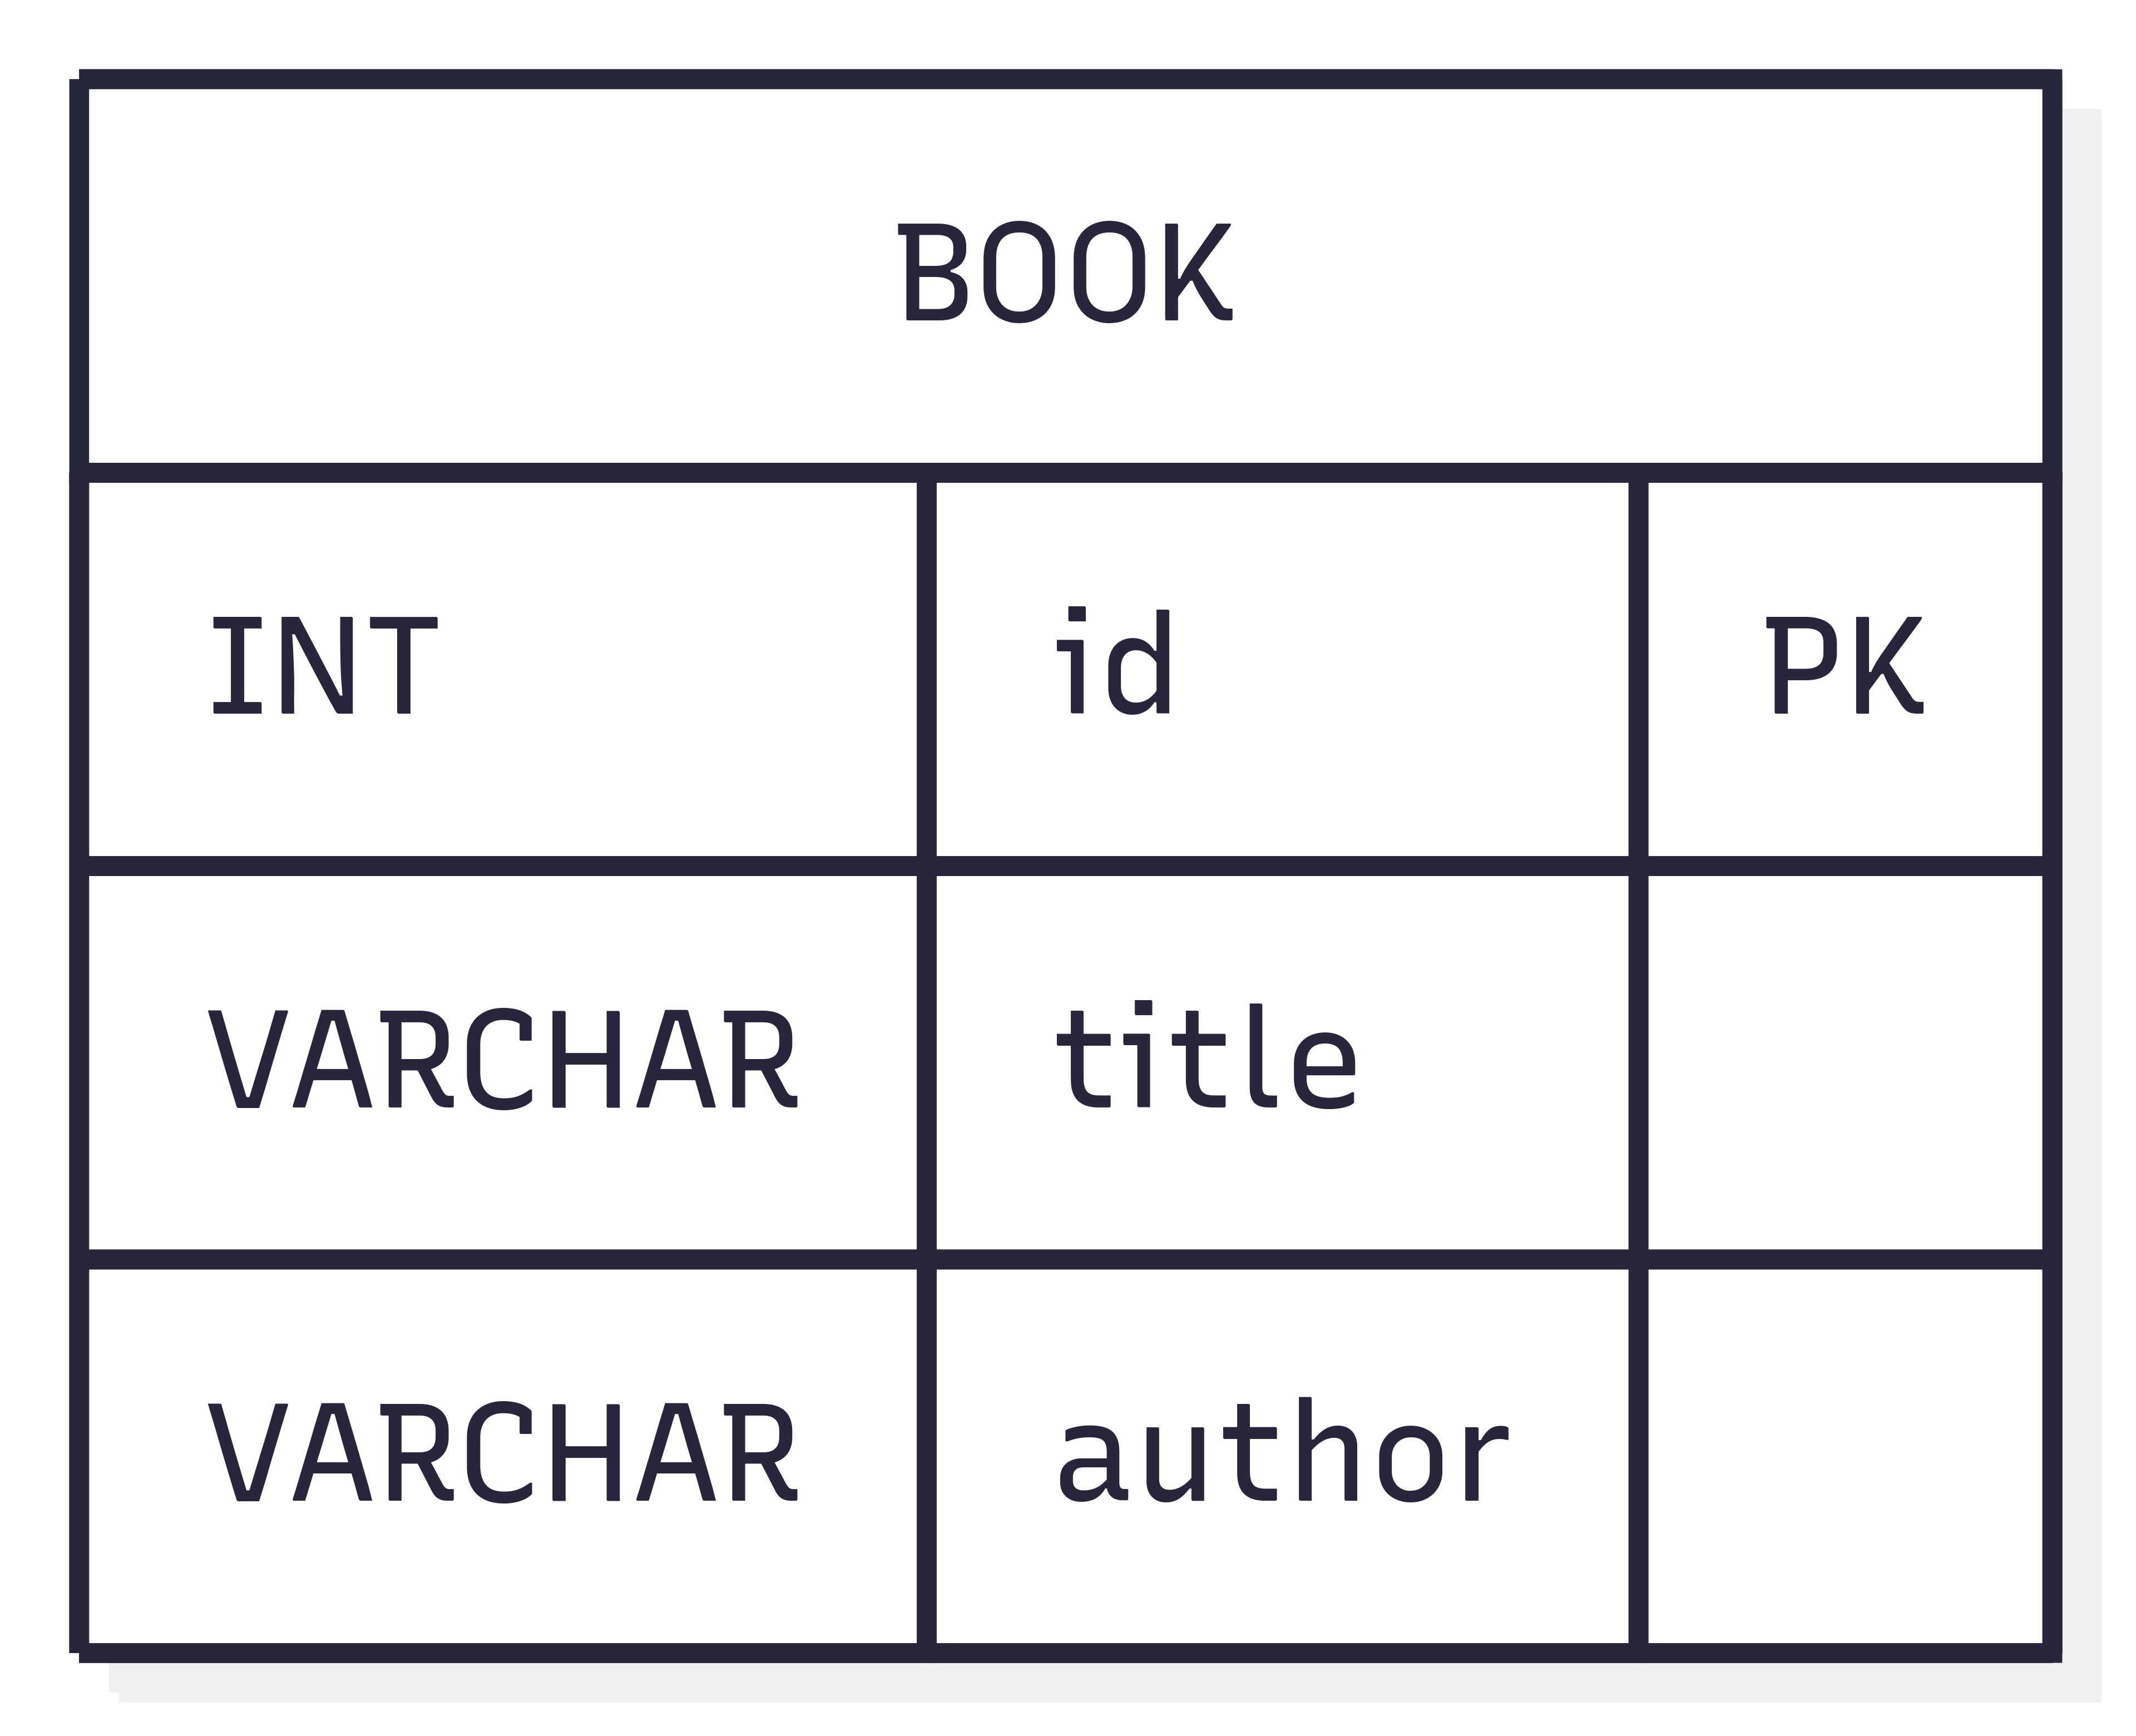 BOOK
INT id PK
VARCHAR title
VARCHAR author